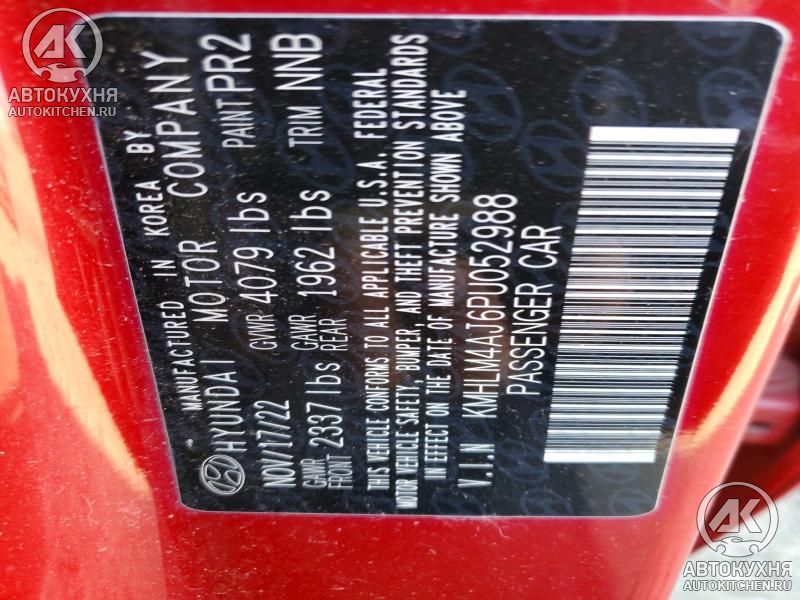 MANUFACTURED IN KOREA BY
HYUNDAI MOTOR COMPANY
NOV/17/22 GVWR 4079 lbs PAINT PR2
GAWR FRONT 2337 lbs GAWR REAR 1962 lbs TRIM NNB
THIS VEHICLE CONFORMS TO ALL APPLICABLE U.S.A. FEDERAL
MOTOR VEHICLE SAFETY, BUMPER, AND THEFT PREVENTION STANDARDS
IN EFFECT ON THE DATE OF MANUFACTURE SHOWN ABOVE
V.I.N KMHLM4AJ6PU052988
PASSENGER CAR
АК
АВТОКУХНЯ
AUTOKITCHEN.RU
АК
АВТОКУХНЯ
AUTOKITCHEN.RU